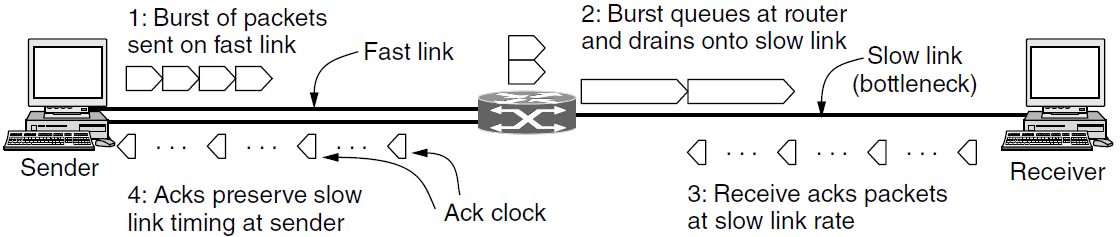 1: Burst of packets
sent on fast link
Fast link
2: Burst queues at router
and drains onto slow link
Slow link
(bottleneck)
Sender
. . .
. . .
. . .
. . .
. . .
Receiver
4: Acks preserve slow
link timing at sender
Ack clock
3: Receive acks packets
at slow link rate